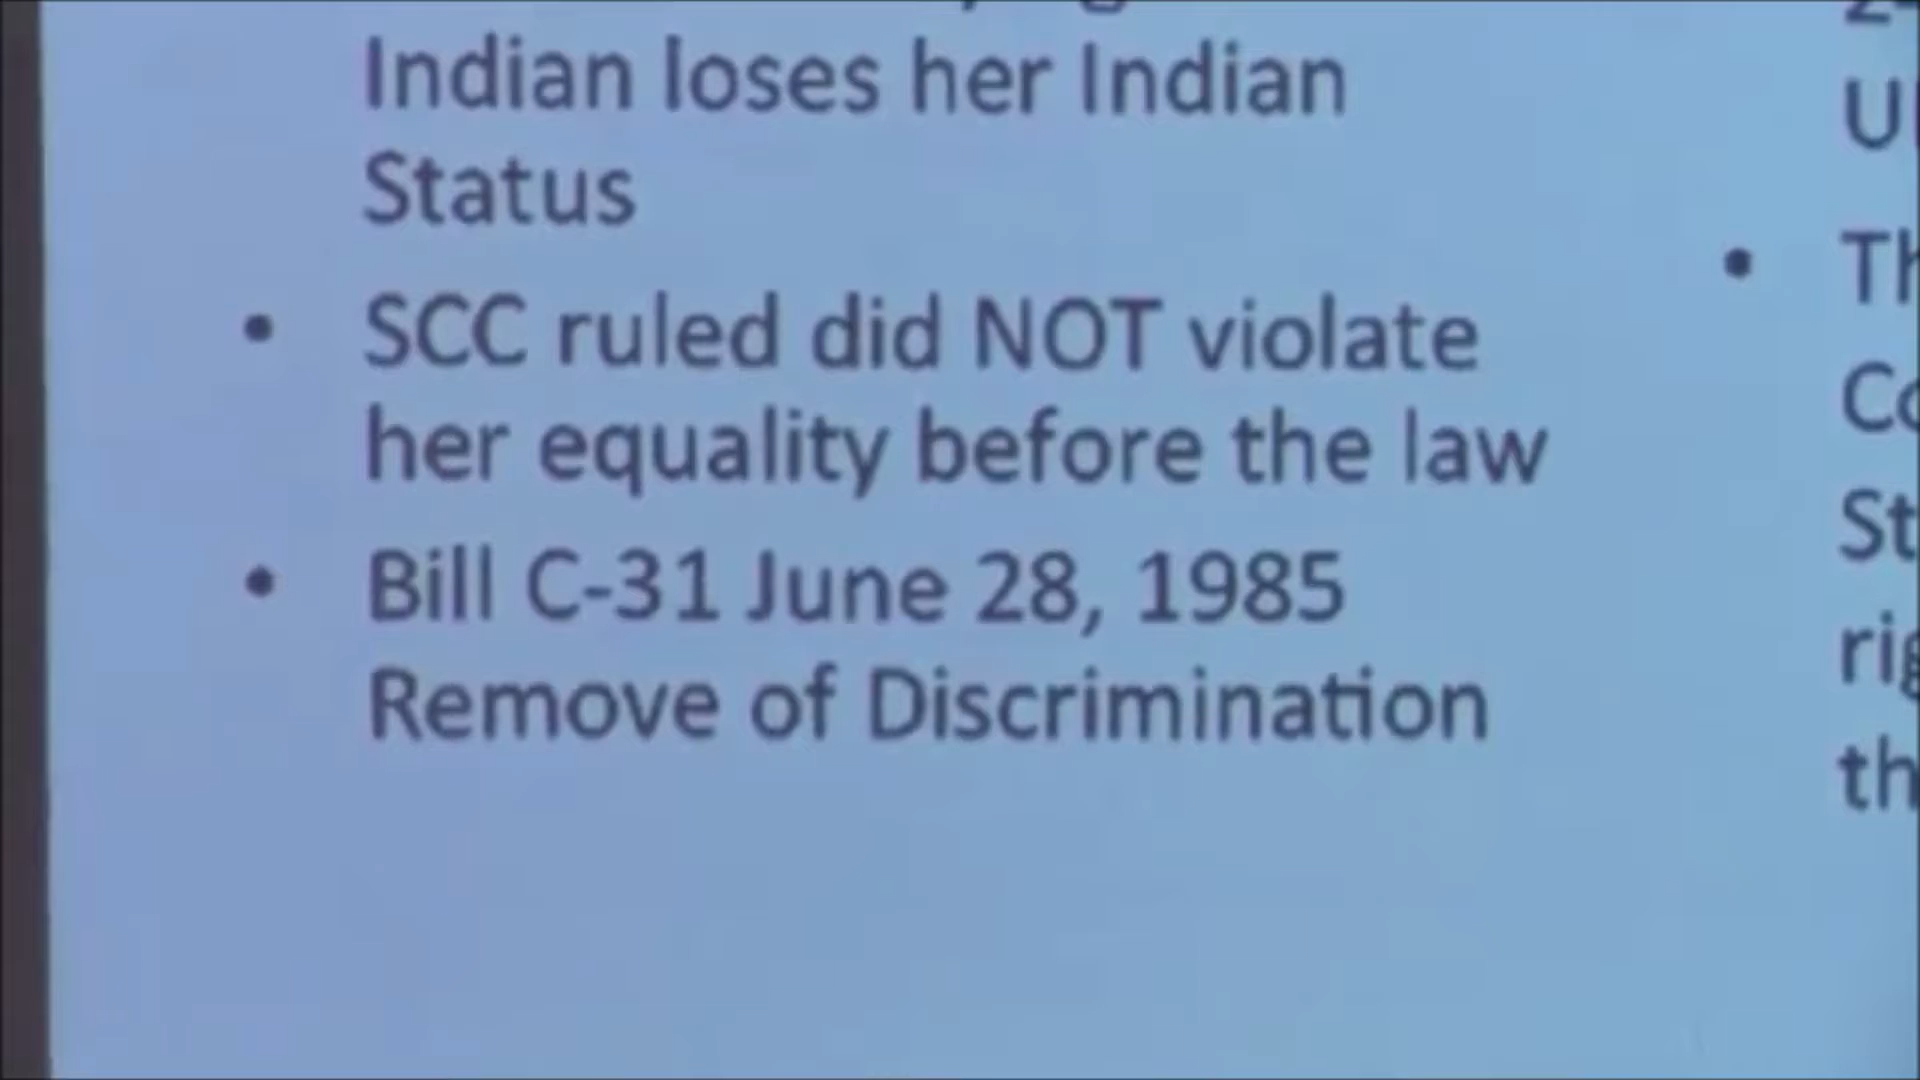 Indian loses her Indian
Status
• SCC ruled did NOT violate
her equality before the law
• Bill C-31 June 28, 1985
Remove of Discrimination